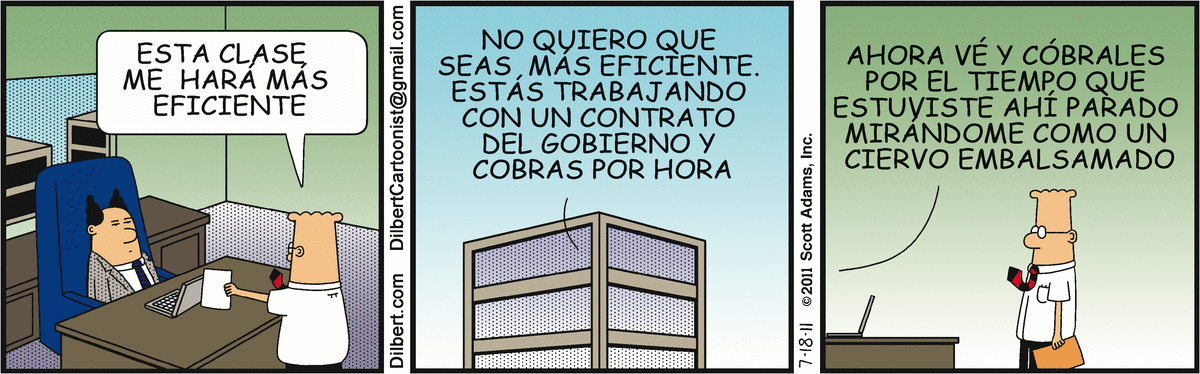 ESTA CLASE
ME HARÁ MÁS
EFICIENTE
Dilbert.com DilbertCartoonist@gmail.com
NO QUIERO QUE
SEAS MÁS EFICIENTE.
ESTÁS TRABAJANDO
CON UN CONTRATO
DEL GOBIERNO Y
COBRAS POR HORA
7-18-11 © 2011 Scott Adams, Inc.
AHORA VÉ Y CÓBRALES
POR EL TIEMPO QUE
ESTUVISTE AHÍ PARADO
MIRÁNDOME COMO UN
CIERVO EMBALSAMADO